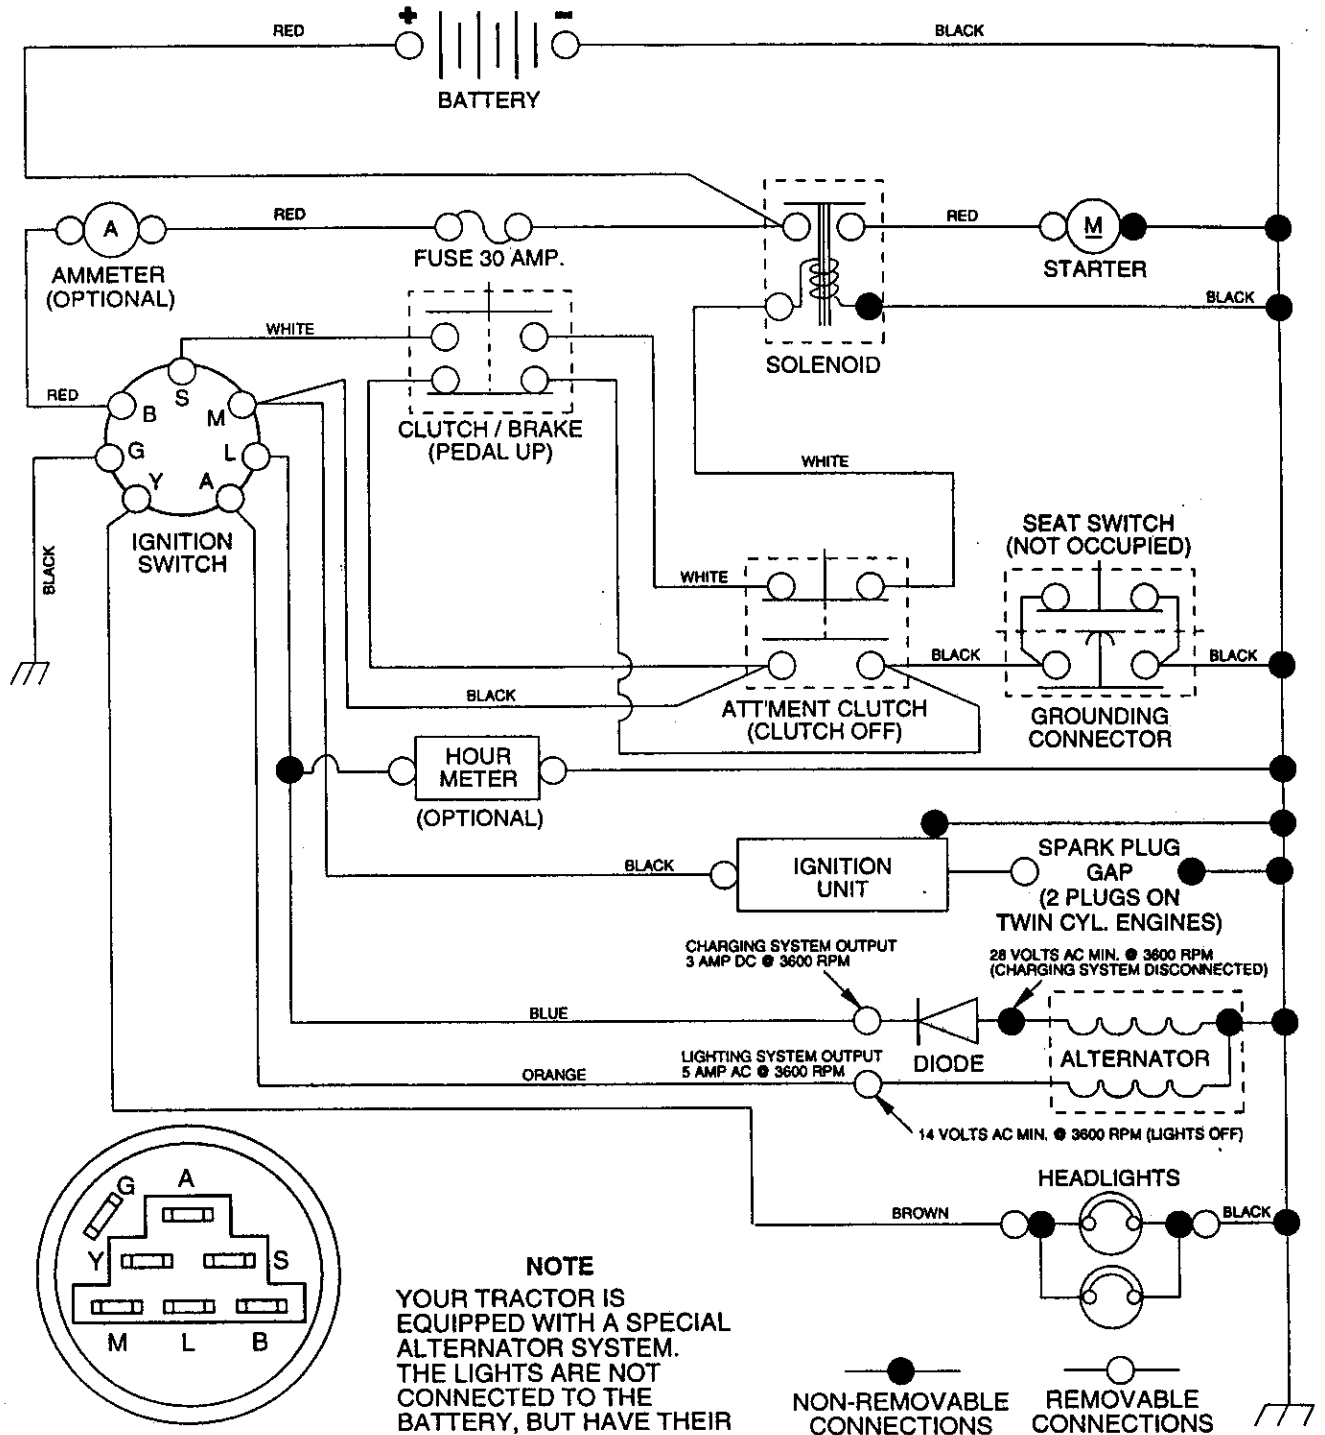 +
−
RED
BLACK
BATTERY
A
RED
RED
M
FUSE 30 AMP.
STARTER
AMMETER
(OPTIONAL)
BLACK
WHITE
SOLENOID
RED
B
S
M
CLUTCH / BRAKE
(PEDAL UP)
G
L
WHITE
Y
A
IGNITION
SWITCH
BLACK
SEAT SWITCH
(NOT OCCUPIED)
WHITE
BLACK
BLACK
BLACK
ATT'MENT CLUTCH
(CLUTCH OFF)
GROUNDING
CONNECTOR
HOUR
METER
(OPTIONAL)
BLACK
IGNITION
UNIT
SPARK PLUG
GAP
(2 PLUGS ON
TWIN CYL. ENGINES)
CHARGING SYSTEM OUTPUT
3 AMP DC @ 3600 RPM
28 VOLTS AC MIN. @ 3600 RPM
(CHARGING SYSTEM DISCONNECTED)
BLUE
DIODE
ALTERNATOR
LIGHTING SYSTEM OUTPUT
5 AMP AC @ 3600 RPM
ORANGE
14 VOLTS AC MIN. @ 3600 RPM (LIGHTS OFF)
HEADLIGHTS
BROWN
BLACK
G
A
Y
S
M
L
B
NOTE
YOUR TRACTOR IS
EQUIPPED WITH A SPECIAL
ALTERNATOR SYSTEM.
THE LIGHTS ARE NOT
CONNECTED TO THE
BATTERY, BUT HAVE THEIR
NON-REMOVABLE
CONNECTIONS
REMOVABLE
CONNECTIONS